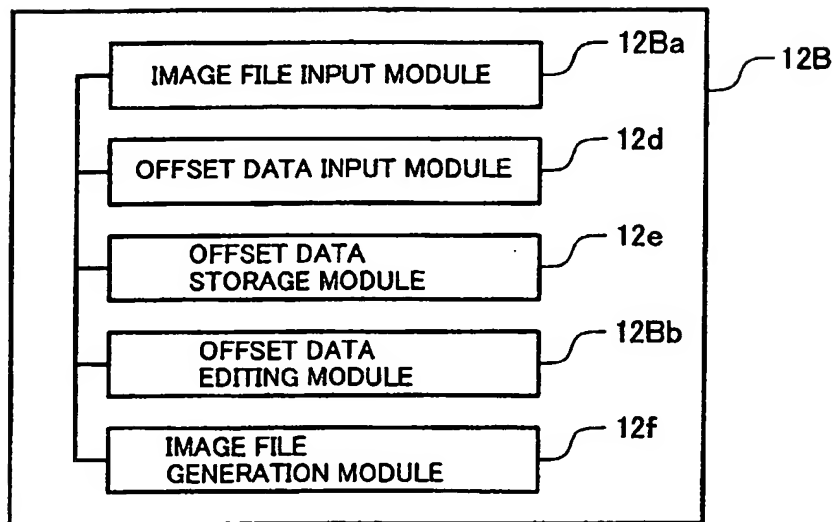 IMAGE FILE INPUT MODULE
12Ba
12B
OFFSET DATA INPUT MODULE
12d
OFFSET DATA
STORAGE MODULE
12e
OFFSET DATA
EDITING MODULE
12Bb
IMAGE FILE
GENERATION MODULE
12f